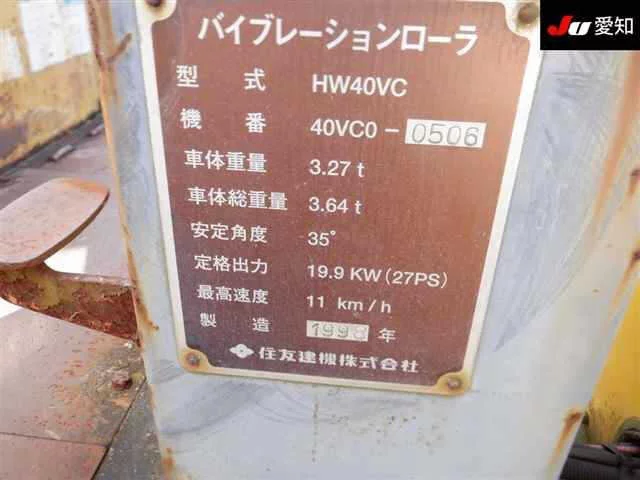 JU 愛知
バイブレーションローラ
型 式 HW40VC
機 番 40VC0-0506
車体重量 3.27 t
車体総重量 3.64 t
安定角度 35°
定格出力 19.9 KW(27PS)
最高速度 11 km/h
製 造 1998 年
住友建機株式会社